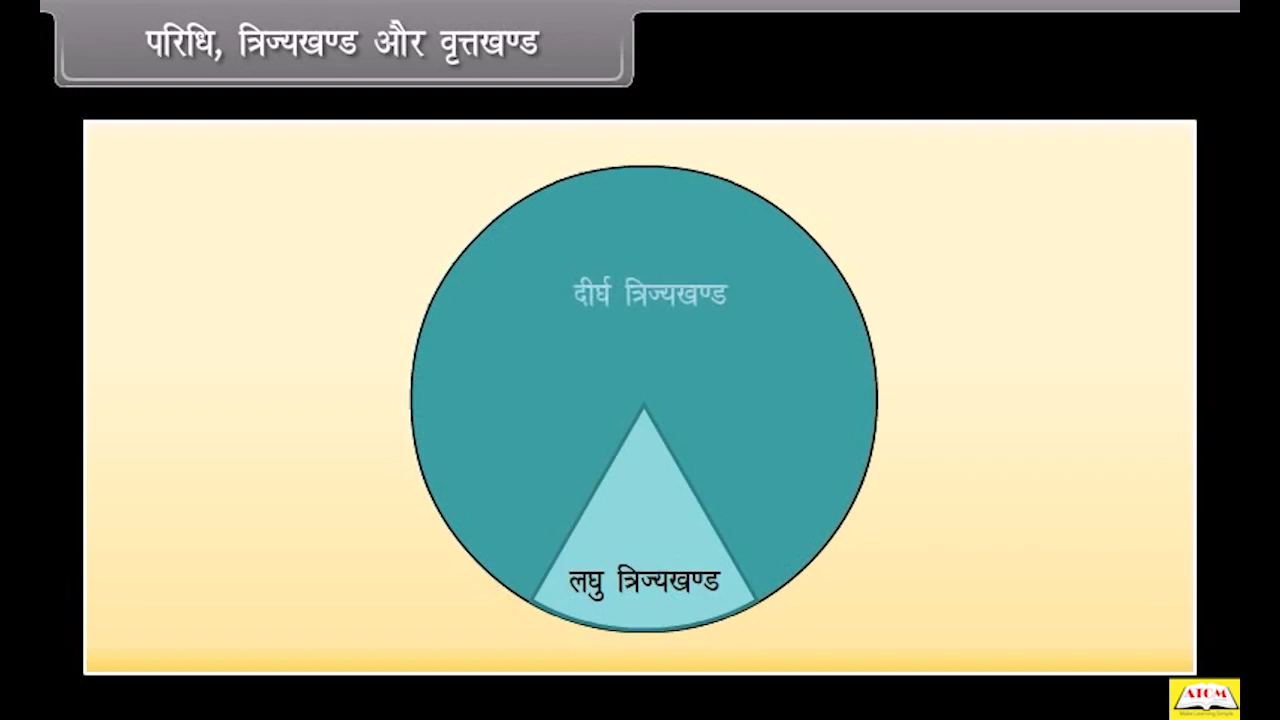 परिधि, त्रिज्यखण्ड और वृत्तखण्ड
दीर्घ त्रिज्यखण्ड
लघु त्रिज्यखण्ड
ATOM